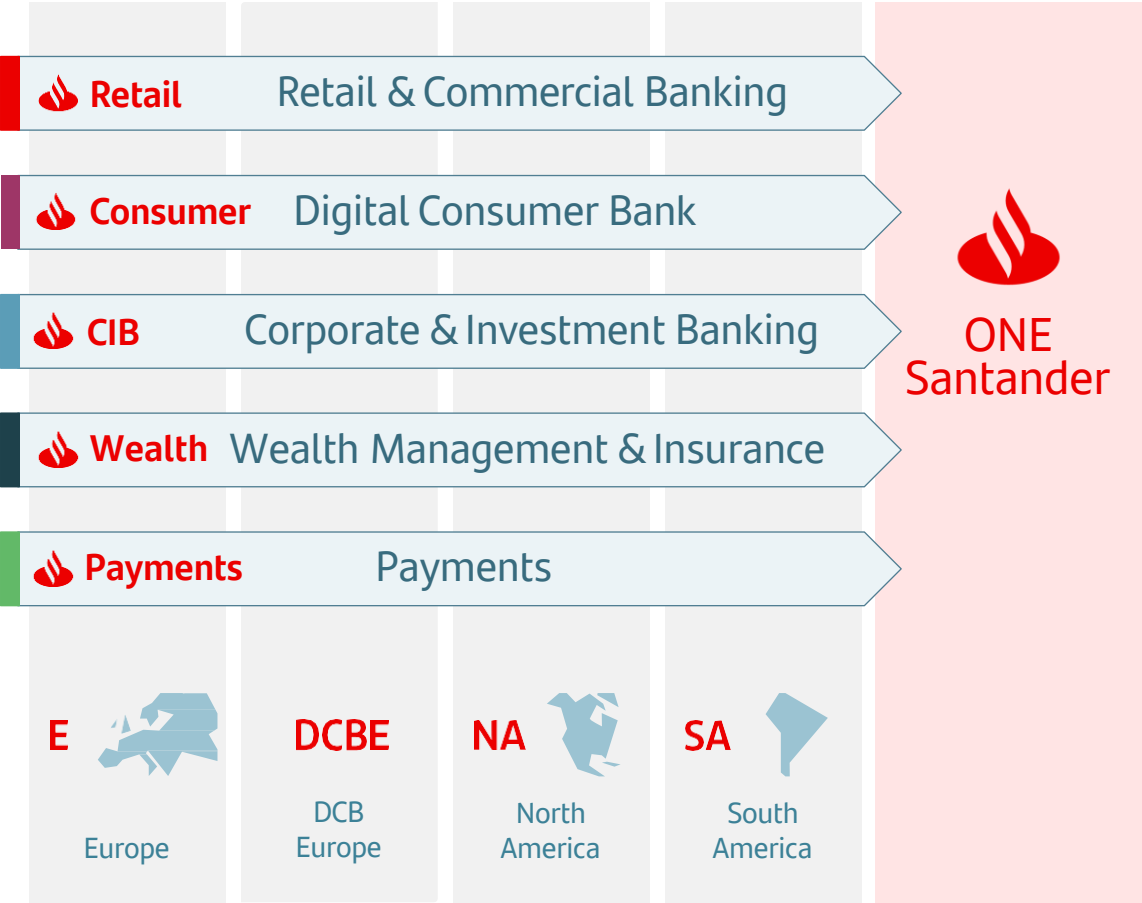 Retail Retail & Commercial Banking
Consumer Digital Consumer Bank
CIB Corporate & Investment Banking
Wealth Wealth Management & Insurance
Payments Payments
ONE
Santander
E
Europe
DCBE
DCB
Europe
NA
North
America
SA
South
America